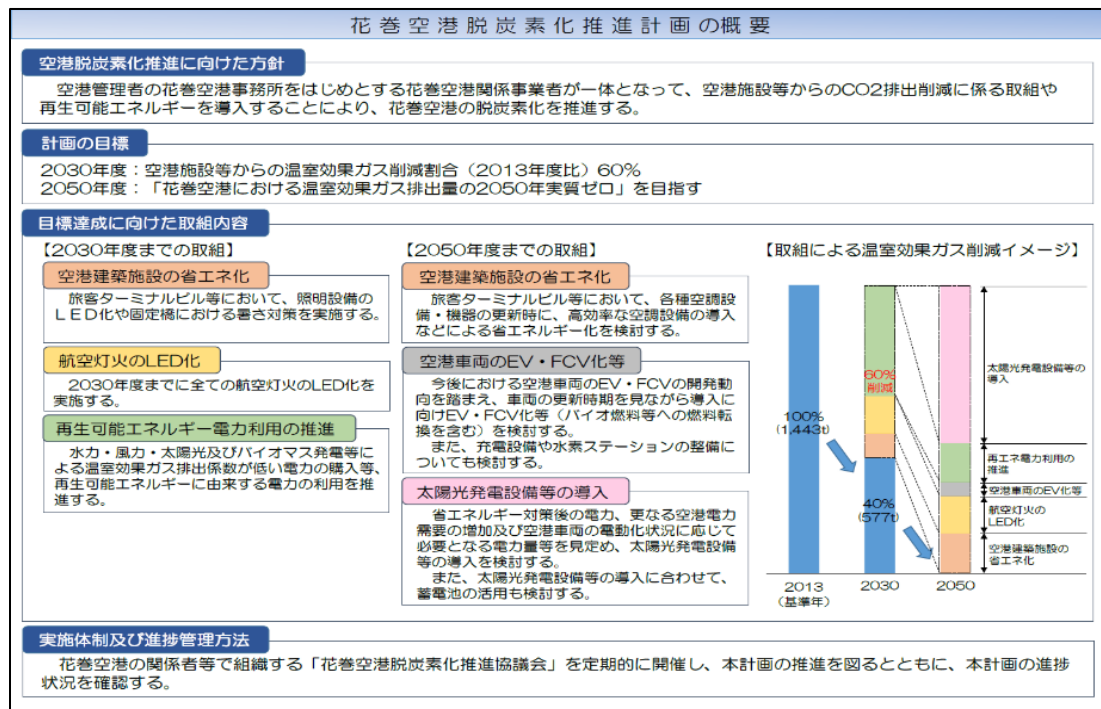 花巻空港脱炭素化推進計画の概要
空港脱炭素化推進に向けた方針
空港管理者の花巻空港事務所をはじめとする花巻空港関係事業者が一体となって、空港施設等からのCO2排出削減に係る取組や
再生可能エネルギーを導入することにより、花巻空港の脱炭素化を推進する。
計画の目標
2030年度：空港施設等からの温室効果ガス削減割合（2013年度比）60%
2050年度：「花巻空港における温室効果ガス排出量の2050年実質ゼロ」を目指す
目標達成に向けた取組内容
【2030年度までの取組】
空港建築施設の省エネ化
旅客ターミナルビル等において、照明設備の
LED化や固定橋における暑さ対策を実施する。
航空灯火のLED化
2030年度までに全ての航空灯火のLED化を
実施する。
再生可能エネルギー電力利用の推進
水力・風力・太陽光及びバイオマス発電等に
よる温室効果ガス排出係数が低い電力の購入等、
再生可能エネルギーに由来する電力の利用を推
進する。
【2050年度までの取組】
空港建築施設の省エネ化
旅客ターミナルビル等において、各種空調設
備・機器の更新時に、高効率な空調設備の導入
などによる省エネルギー化を検討する。
空港車両のEV・FCV化等
今後における空港車両のEV・FCVの開発動
向を踏まえ、車両の更新時期を見ながら導入に
向けEV・FCV化等（バイオ燃料等への燃料転
換を含む）を検討する。
また、充電設備や水素ステーションの整備に
ついても検討する。
太陽光発電設備等の導入
省エネルギー対策後の電力、更なる空港電力
需要の増加及び空港車両の電動化状況に応じて
必要となる電力量等を見定め、太陽光発電設備
等の導入を検討する。
また、太陽光発電設備等の導入に合わせて、
蓄電池の活用も検討する。
【取組による温室効果ガス削減イメージ】
100%
(1,443t)
60%
削減
40%
(577t)
太陽光発電設備等の
導入
再エネ電力利用の
推進
空港車両のEV化等
航空灯火の
LED化
空港建築施設の
省エネ化
2013
（基準年）
2030
2050
実施体制及び進捗管理方法
花巻空港の関係者等で組織する「花巻空港脱炭素化推進協議会」を定期的に開催し、本計画の推進を図るとともに、本計画の進捗
状況を確認する。